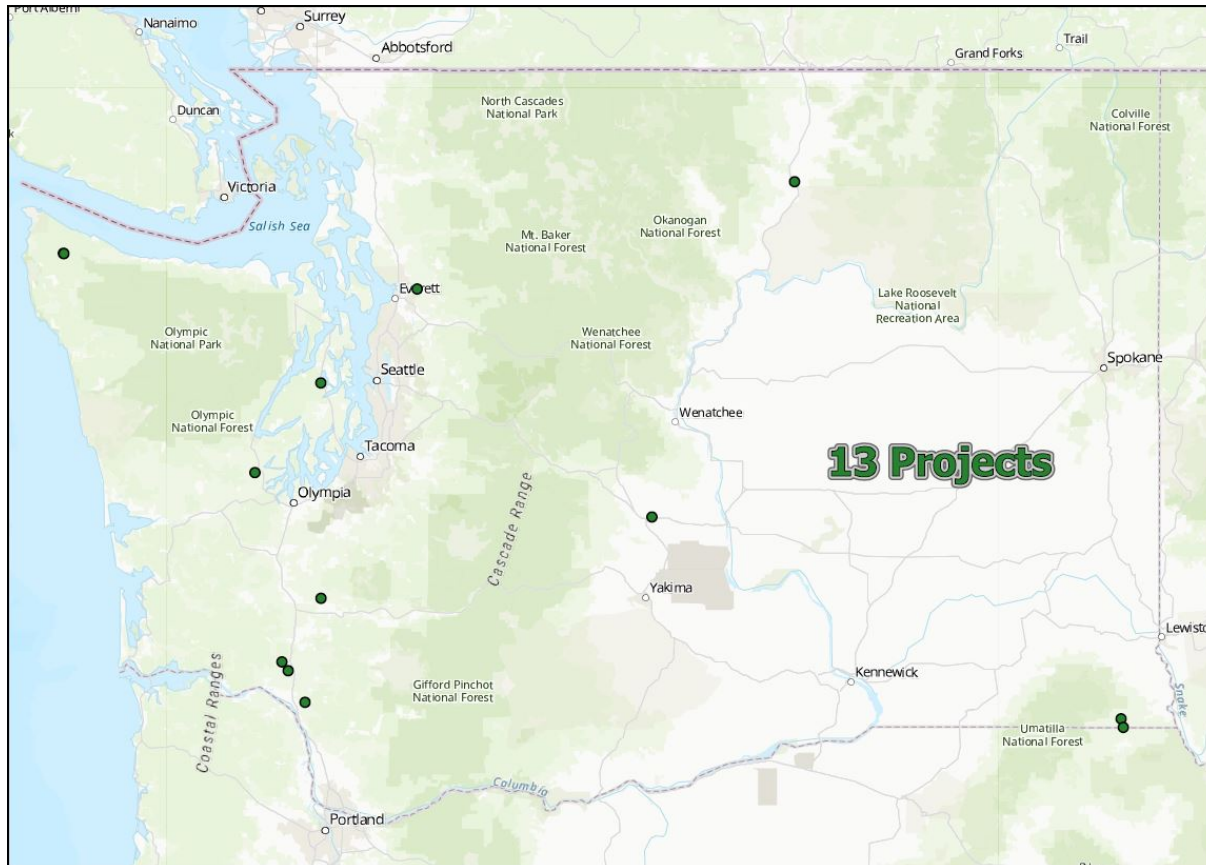 Port Alberni
Nanaimo
Surrey
Abbotsford
Trail
Grand Forks
Duncan
North Cascades
National Park
Colville
National Forest
Victoria
Salish Sea
Okanogan
National Forest
Mt. Baker
National Forest
Everett
Lake Roosevelt
National
Recreation Area
Olympic
National Park
Wenatchee
National Forest
Seattle
Spokane
Olympic
National Forest
Wenatchee
Tacoma
13 Projects
Olympia
Cascade Range
Yakima
Lewisto
Coastal Ranges
Gifford Pinchot
National Forest
Kennewick
Snake
Umatilla
National Forest
Columbia
Portland